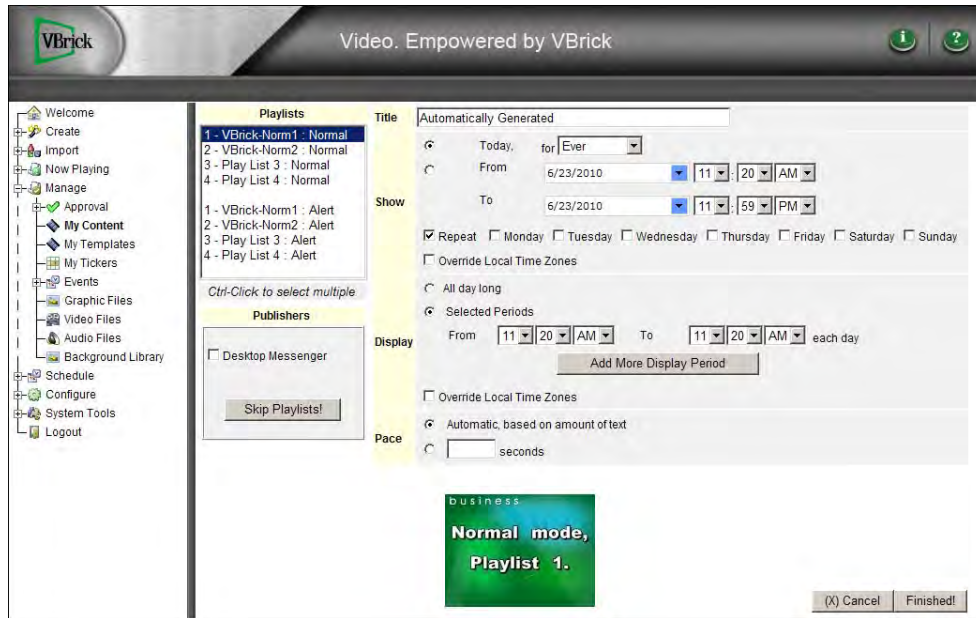 VBrick
Video. Empowered by VBrick
i
?
Welcome
Create
Import
Now Playing
Manage
Approval
My Content
My Templates
My Tickers
Events
Graphic Files
Video Files
Audio Files
Background Library
Schedule
Configure
System Tools
Logout
Playlists
1 - VBrick-Norm1 : Normal
2 - VBrick-Norm2 : Normal
3 - Play List 3 : Normal
4 - Play List 4 : Normal
1 - VBrick-Norm1 : Alert
2 - VBrick-Norm2 : Alert
3 - Play List 3 : Alert
4 - Play List 4 : Alert
Ctrl-Click to select multiple
Publishers
Desktop Messenger
Skip Playlists!
Title Automatically Generated
Show
Today, for Ever
From 6/23/2010 11 : 20 AM
To 6/23/2010 11 : 59 PM
Repeat Monday Tuesday Wednesday Thursday Friday Saturday Sunday
Override Local Time Zones
Display
All day long
Selected Periods
From 11 20 AM To 11 20 AM each day
Add More Display Period
Override Local Time Zones
Pace
Automatic, based on amount of text
seconds
business
Normal mode,
Playlist 1.
(X) Cancel Finished!